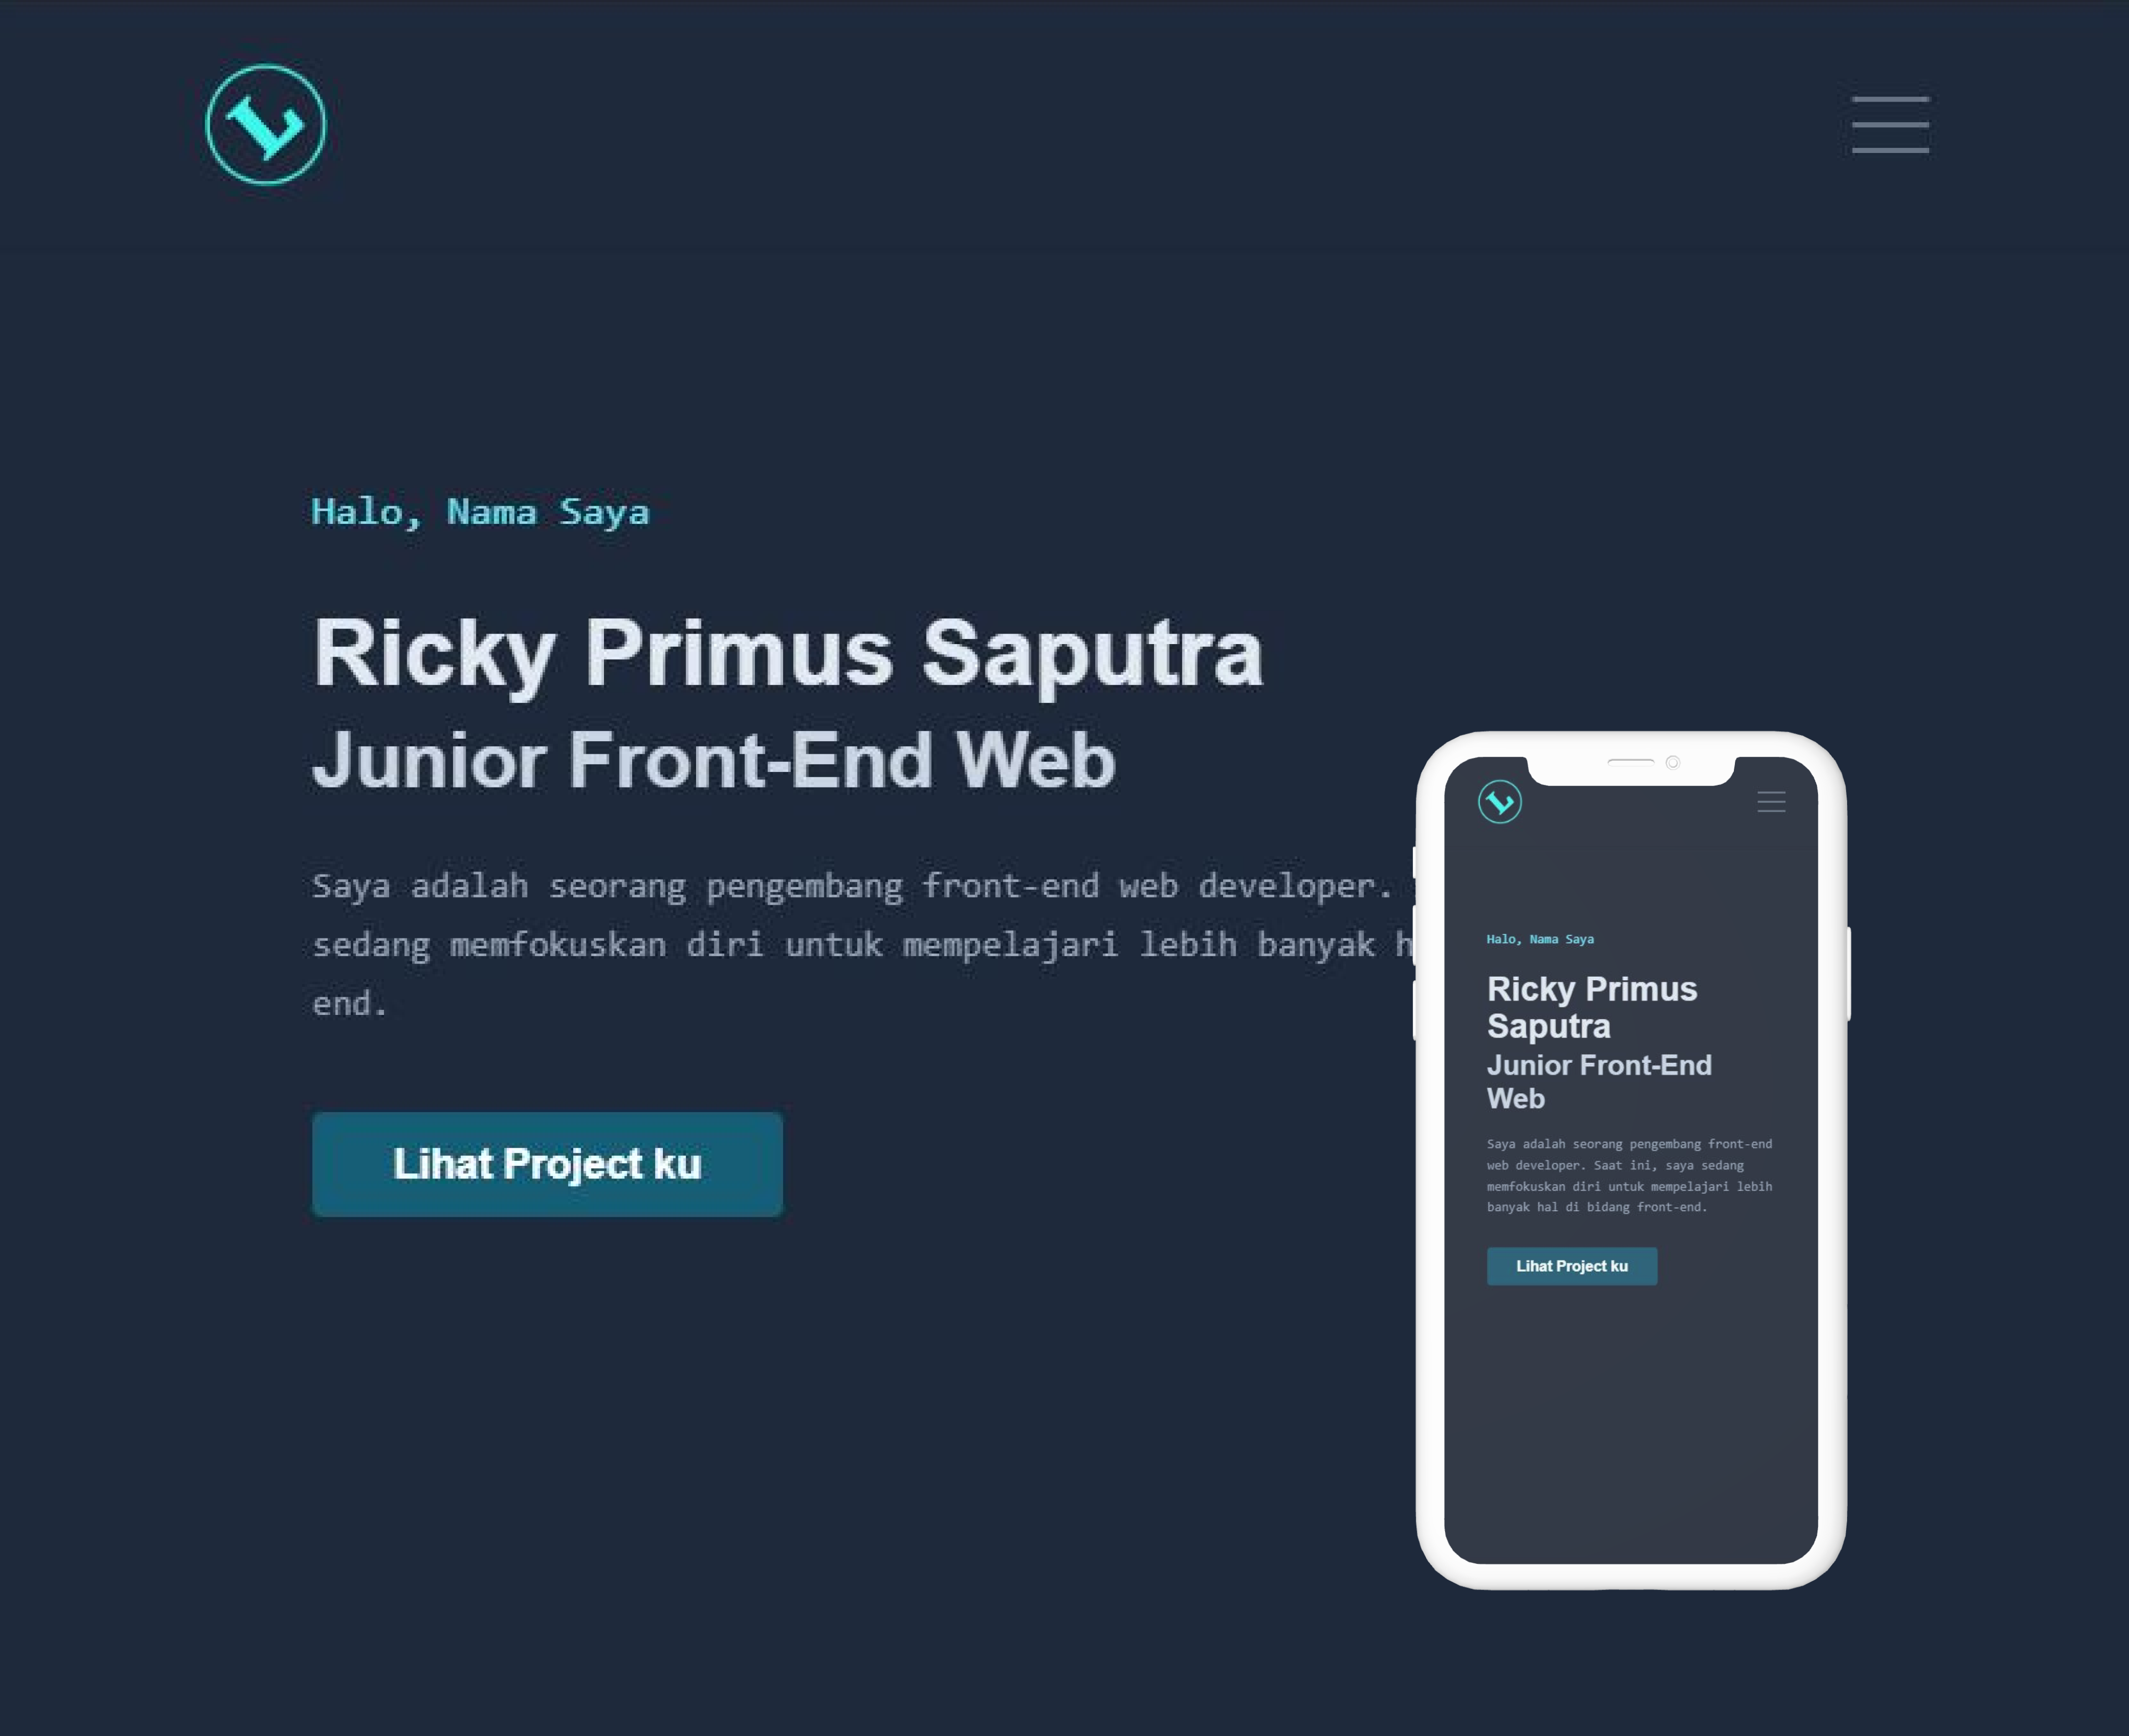 L
Halo, Nama Saya
Ricky Primus Saputra
Junior Front-End Web
Saya adalah seorang pengembang front-end web developer.
sedang memfokuskan diri untuk mempelajari lebih banyak h
end.
Lihat Project ku
L
Halo, Nama Saya
Ricky Primus
Saputra
Junior Front-End
Web
Saya adalah seorang pengembang front-end
web developer. Saat ini, saya sedang
memfokuskan diri untuk mempelajari lebih
banyak hal di bidang front-end.
Lihat Project ku